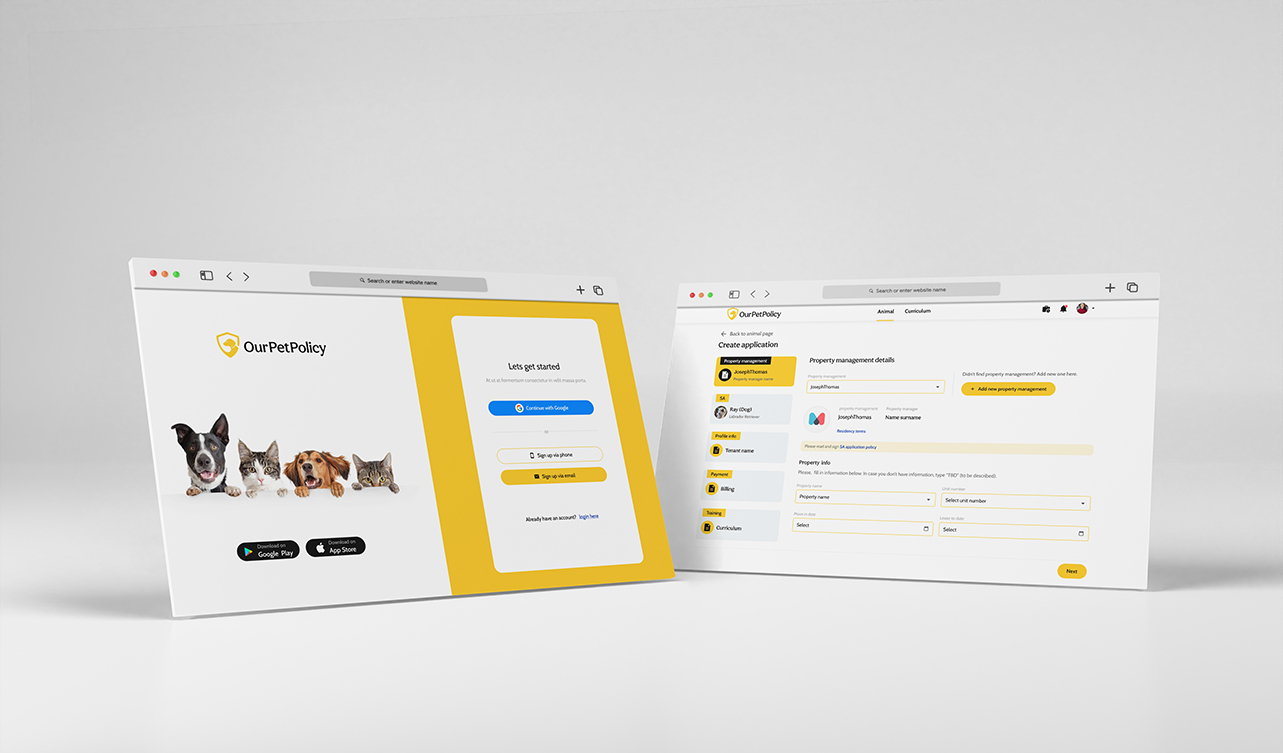 Search or enter website name
OurPetPolicy
Download on
Google Play
Download on
App Store
Lets get started
At us at fermentum consectetur in velit massa porta.
Continue with Google
or
Sign up via phone
Sign up via email
Already have an account? login here
Search or enter website name
OurPetPolicy
Animal Curriculum
Back to animal page
Create application
Property management
JosephThomas
Property manager name
SA
Ray (Dog)
Labrador Retriever
Profile info
Tenant name
Payment
Billing
Training
Curriculum
Property management details
Property management
JosephThomas
Didn't find property management? Add new one here.
+ Add new property management
property management Property manager
JosephThomas Name surname
Residency terms
Please read and sign SA application policy
Property info
Please, fill in information below. In case you don't have information, type "TBD" (to be described).
Property name
Property name
Unit number
Select unit number
Select
Lease to date
Select
Next